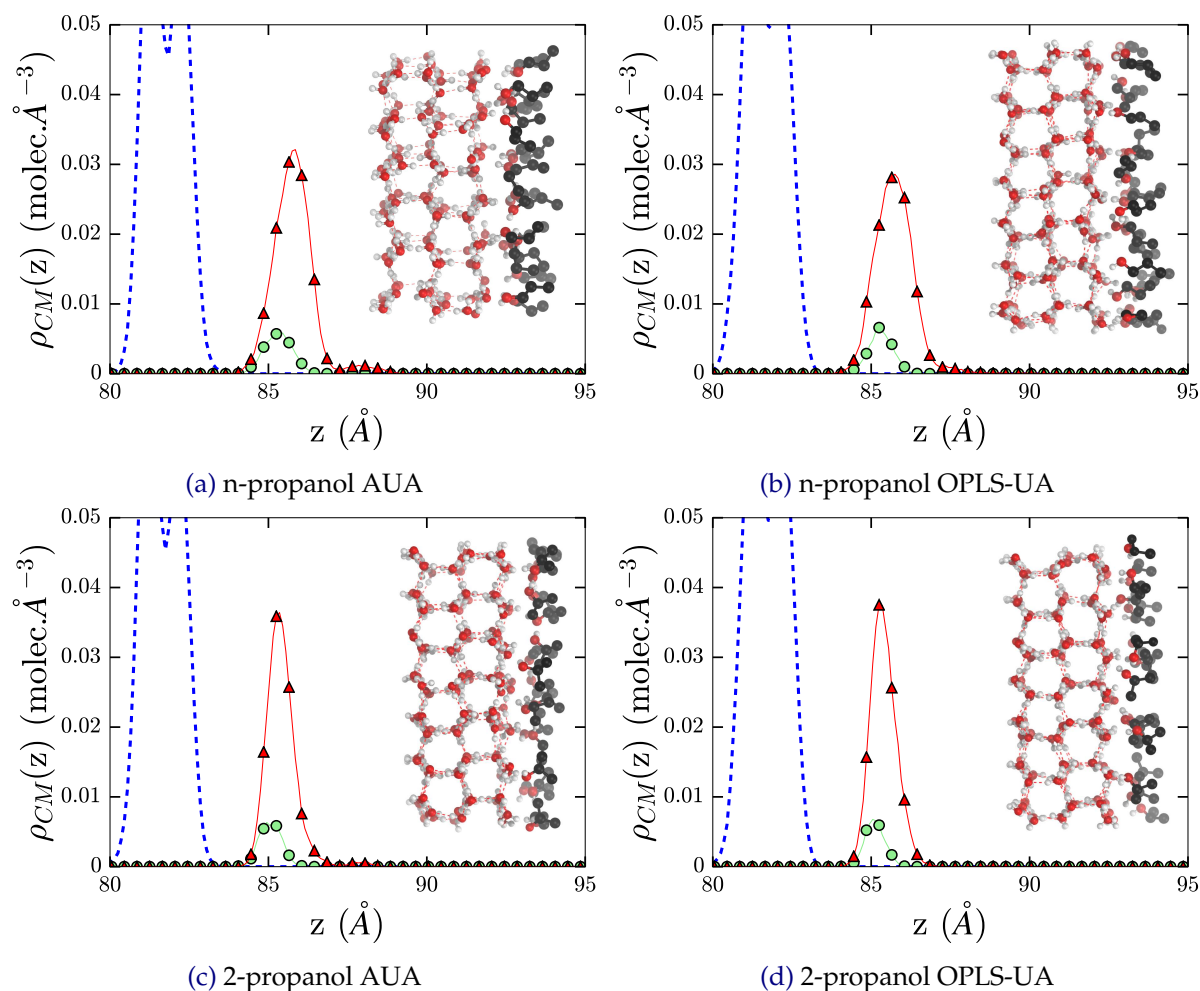 0.05
0.04
0.03
0.02
0.01
0
80 85 90 95
ρCM(z) (molec.Å⁻³)
z (Å)
(a) n-propanol AUA
0.05
0.04
0.03
0.02
0.01
0
80 85 90 95
ρCM(z) (molec.Å⁻³)
z (Å)
(b) n-propanol OPLS-UA
0.05
0.04
0.03
0.02
0.01
0
80 85 90 95
ρCM(z) (molec.Å⁻³)
z (Å)
(c) 2-propanol AUA
0.05
0.04
0.03
0.02
0.01
0
80 85 90 95
ρCM(z) (molec.Å⁻³)
z (Å)
(d) 2-propanol OPLS-UA